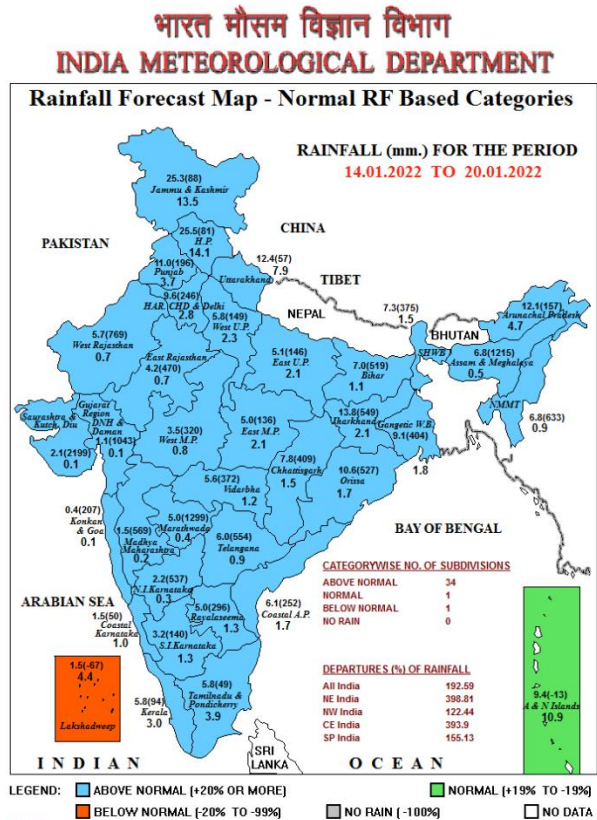 भारत मौसम विज्ञान विभाग
INDIA METEOROLOGICAL DEPARTMENT
Rainfall Forecast Map - Normal RF Based Categories
RAINFALL (mm.) FOR THE PERIOD
14.01.2022 TO 20.01.2022
25.3(88)
Jammu & Kashmir
13.5
25.5(81)
H.P.
14.1
CHINA
PAKISTAN
11.0(196)
Punjab
3.7
12.4(57)
7.9
Uttarakhand
TIBET
9.6(246)
HAR. CHD & Delhi
2.8
NEPAL
7.3(375)
1.5
BHUTAN
12.1(157)
Arunachal Pradesh
4.7
5.7(769)
West Rajasthan
0.7
5.8(149)
West U.P.
2.3
East Rajasthan
4.2(470)
0.7
5.1(146)
East U.P.
2.1
7.0(519)
Bihar
1.1
SHWB
6.8(1215)
Assam & Meghalaya
0.5
NMMT
6.8(633)
0.9
Saurashtra &
Kutch, Diu
2.1(2199)
0.1
Gujarat
Region
DNH &
Daman
1.1(1043)
0.1
3.5(320)
West M.P.
0.8
5.0(136)
East M.P.
2.1
13.8(549)
Jharkhand
2.1
Gangetic W.B.
9.1(404)
1.8
7.8(409)
Chhattisgarh
1.5
10.6(527)
Orissa
1.7
5.6(372)
Vidarbha
1.2
0.4(207)
Konkan
& Goa
0.1
1.5(569)
Madhya
Maharashtra
0.2
5.0(1299)
Marathwada
0.4
6.0(554)
Telangana
0.9
BAY OF BENGAL
2.2(537)
N.I.Karnataka
0.3
ARABIAN SEA
1.5(50)
Coastal
Karnataka
1.0
5.0(296)
Rayalaseema
1.3
6.1(252)
Coastal A.P.
1.7
3.2(140)
S.I.Karnataka
1.3
5.8(49)
Tamilnadu &
Pondicherry
3.9
5.8(94)
Kerala
3.0
1.5(-67)
4.4
Lakshadweep
9.4(-13)
A & N Islands
10.9
CATEGORYWISE NO. OF SUBDIVISIONS
ABOVE NORMAL 34
NORMAL 1
BELOW NORMAL 1
NO RAIN 0
DEPARTURES (%) OF RAINFALL
All India 192.59
NE India 398.81
NW India 122.44
CE India 393.9
SP India 155.13
SRI
LANKA
INDIAN OCEAN
LEGEND: ABOVE NORMAL (+20% OR MORE) NORMAL (+19% TO -19%)
BELOW NORMAL (-20% TO -99%) NO RAIN (-100%) NO DATA